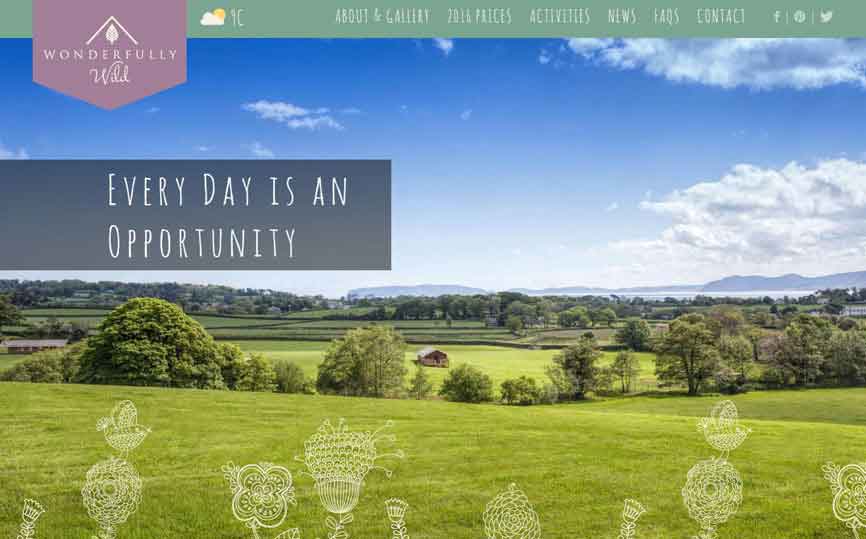 WONDERFULLY
Wild
9C
ABOUT & GALLERY
2016 PRICES
ACTIVITIES
NEWS
FAQS
CONTACT
EVERY DAY IS AN
OPPORTUNITY